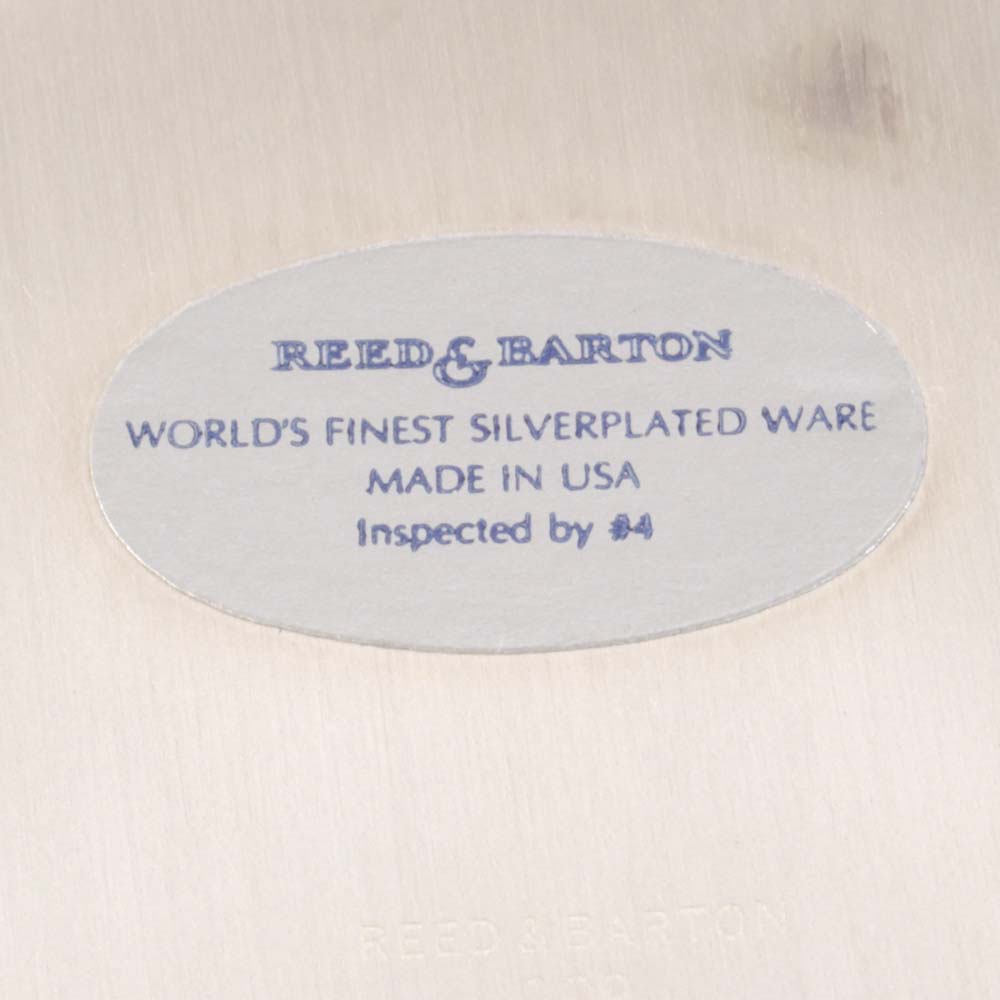 REED & BARTON
WORLD'S FINEST SILVERPLATED WARE
MADE IN USA
Inspected by #4
REED & BARTON